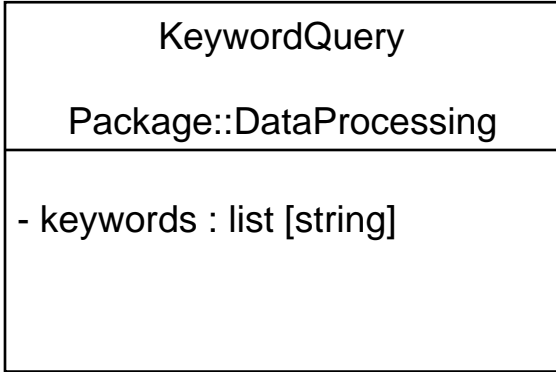 KeywordQuery
Package::DataProcessing
- keywords : list [string]